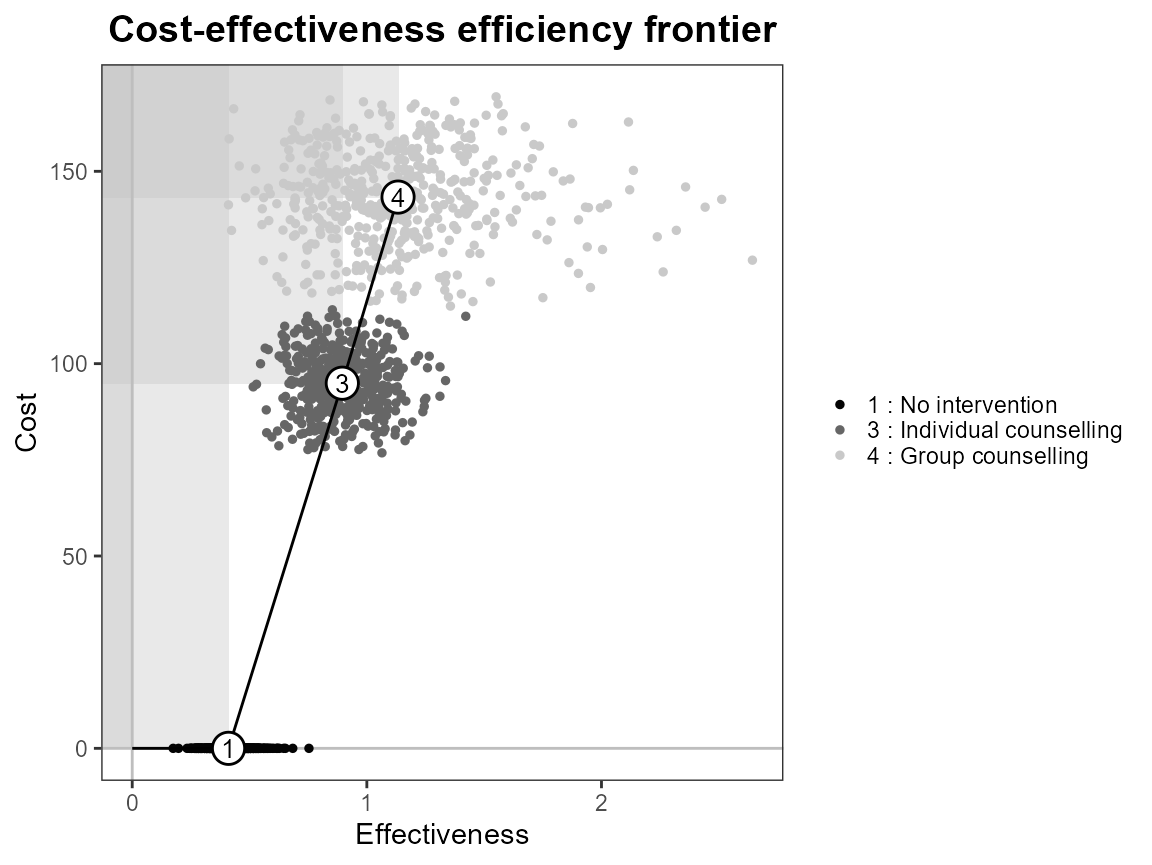 Cost-effectiveness efficiency frontier
150
100
50
0
Cost
4
3
1
0
1
2
Effectiveness
1 : No intervention
3 : Individual counselling
4 : Group counselling